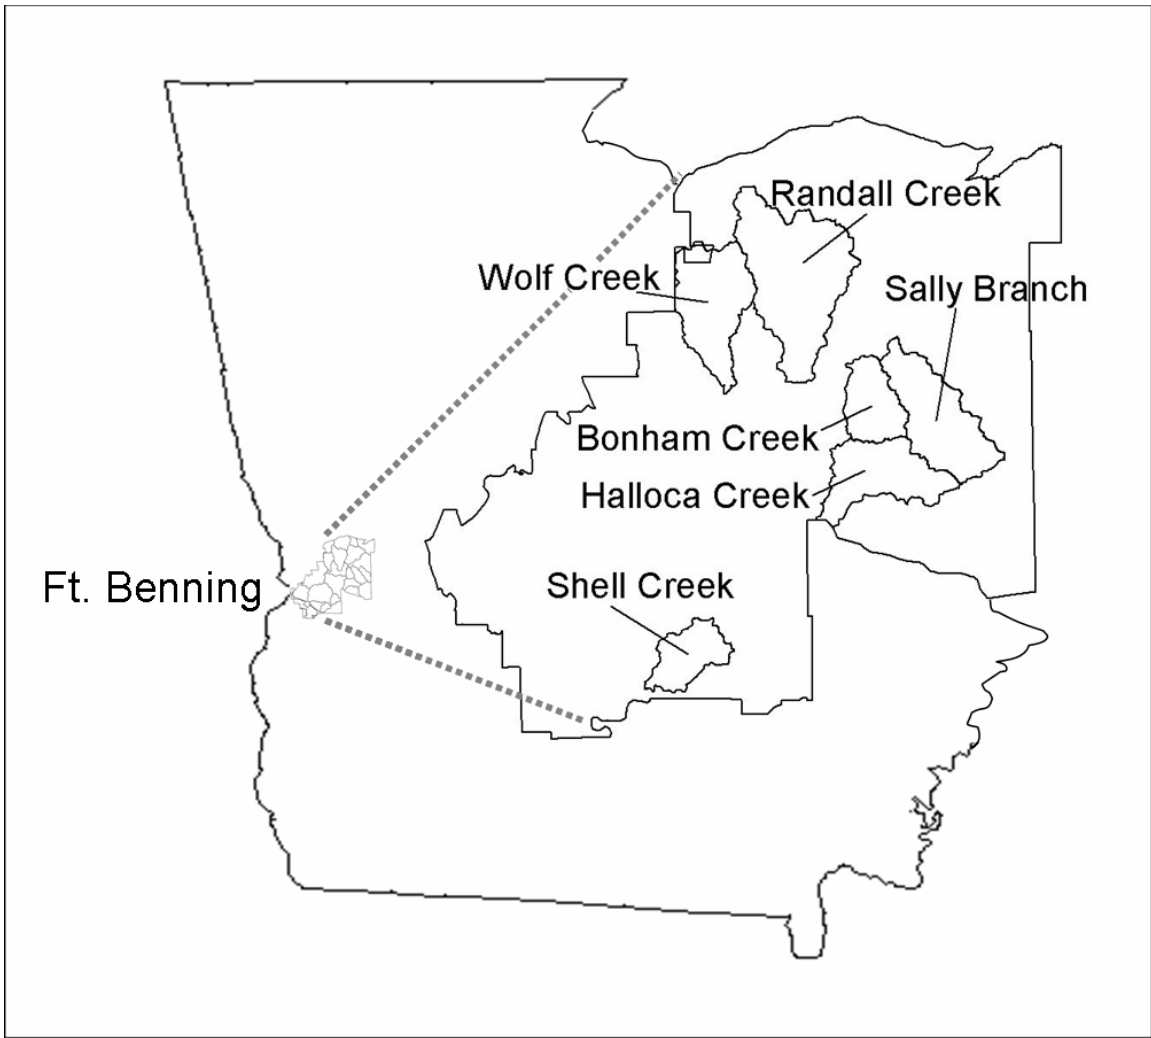 Randall Creek
Wolf Creek
Sally Branch
Bonham Creek
Halloca Creek
Shell Creek
Ft. Benning